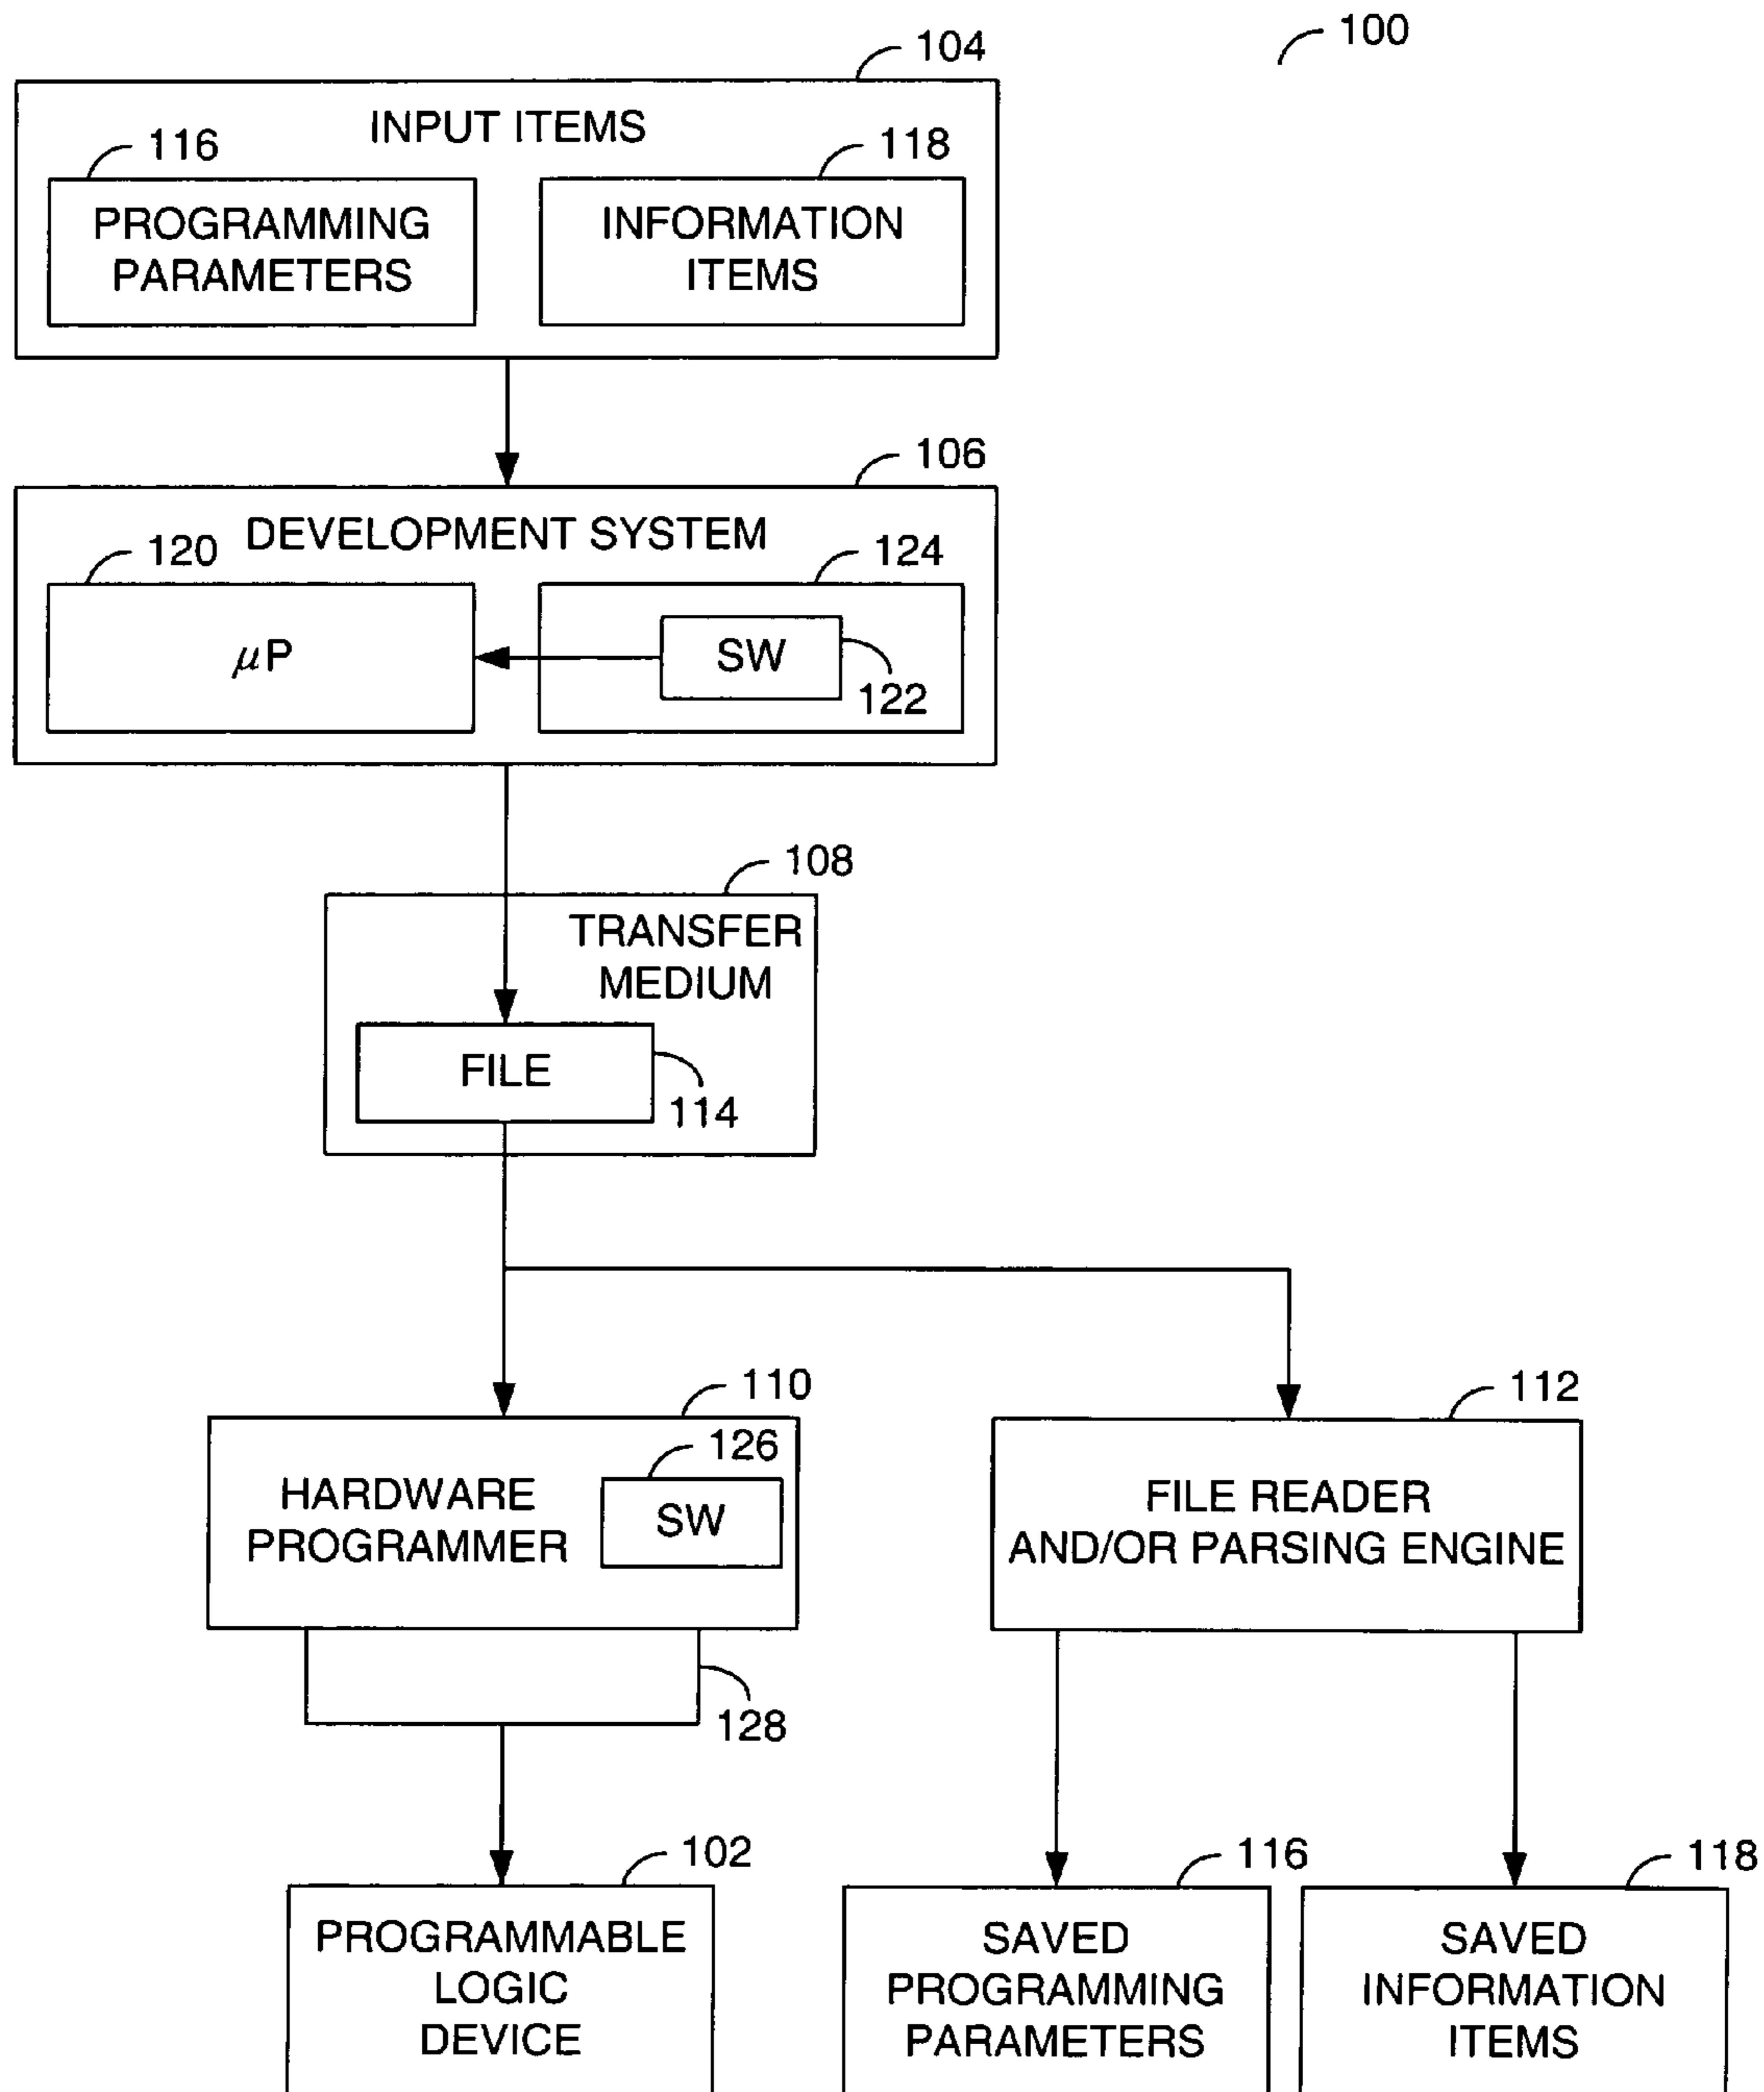 100
104
INPUT ITEMS
116
118
PROGRAMMING
PARAMETERS
INFORMATION
ITEMS
106
DEVELOPMENT SYSTEM
120
124
μP
SW
122
108
TRANSFER
MEDIUM
FILE
114
110
112
126
HARDWARE
PROGRAMMER
SW
FILE READER
AND/OR PARSING ENGINE
128
102
116
118
PROGRAMMABLE
LOGIC
DEVICE
SAVED
PROGRAMMING
PARAMETERS
SAVED
INFORMATION
ITEMS